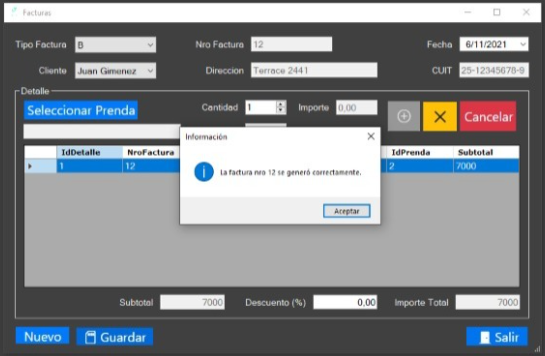 Facturas
Tipo Factura B Nro Factura 12 Fecha 6/11/2021
Cliente Juan Gimenez Direccion Terrace 2441 CUIT 25-12345678-9
Detalle
Seleccionar Prenda Cantidad 1 Importe 0,00 Cancelar
Información
La factura nro 12 se generó correctamente.
Aceptar
IdDetalle NroFactura IdPrenda Subtotal
1 12 2 7000
Subtotal 7000 Descuento (%) 0,00 Importe Total 7000
Nuevo Guardar Salir